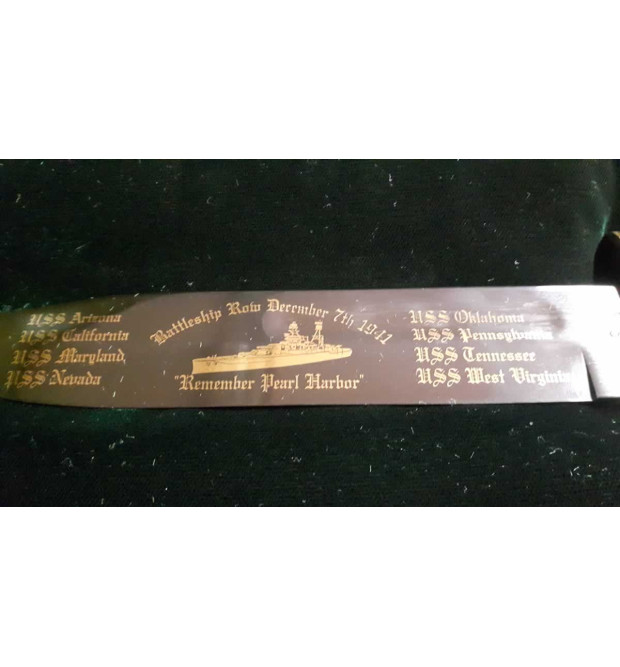 USS Arizona
USS California
USS Maryland,
USS Nevada
Battleship Row December 7th 1941
"Remember Pearl Harbor"
USS Oklahoma
USS Pennsylvania
USS Tennessee
USS West Virginia